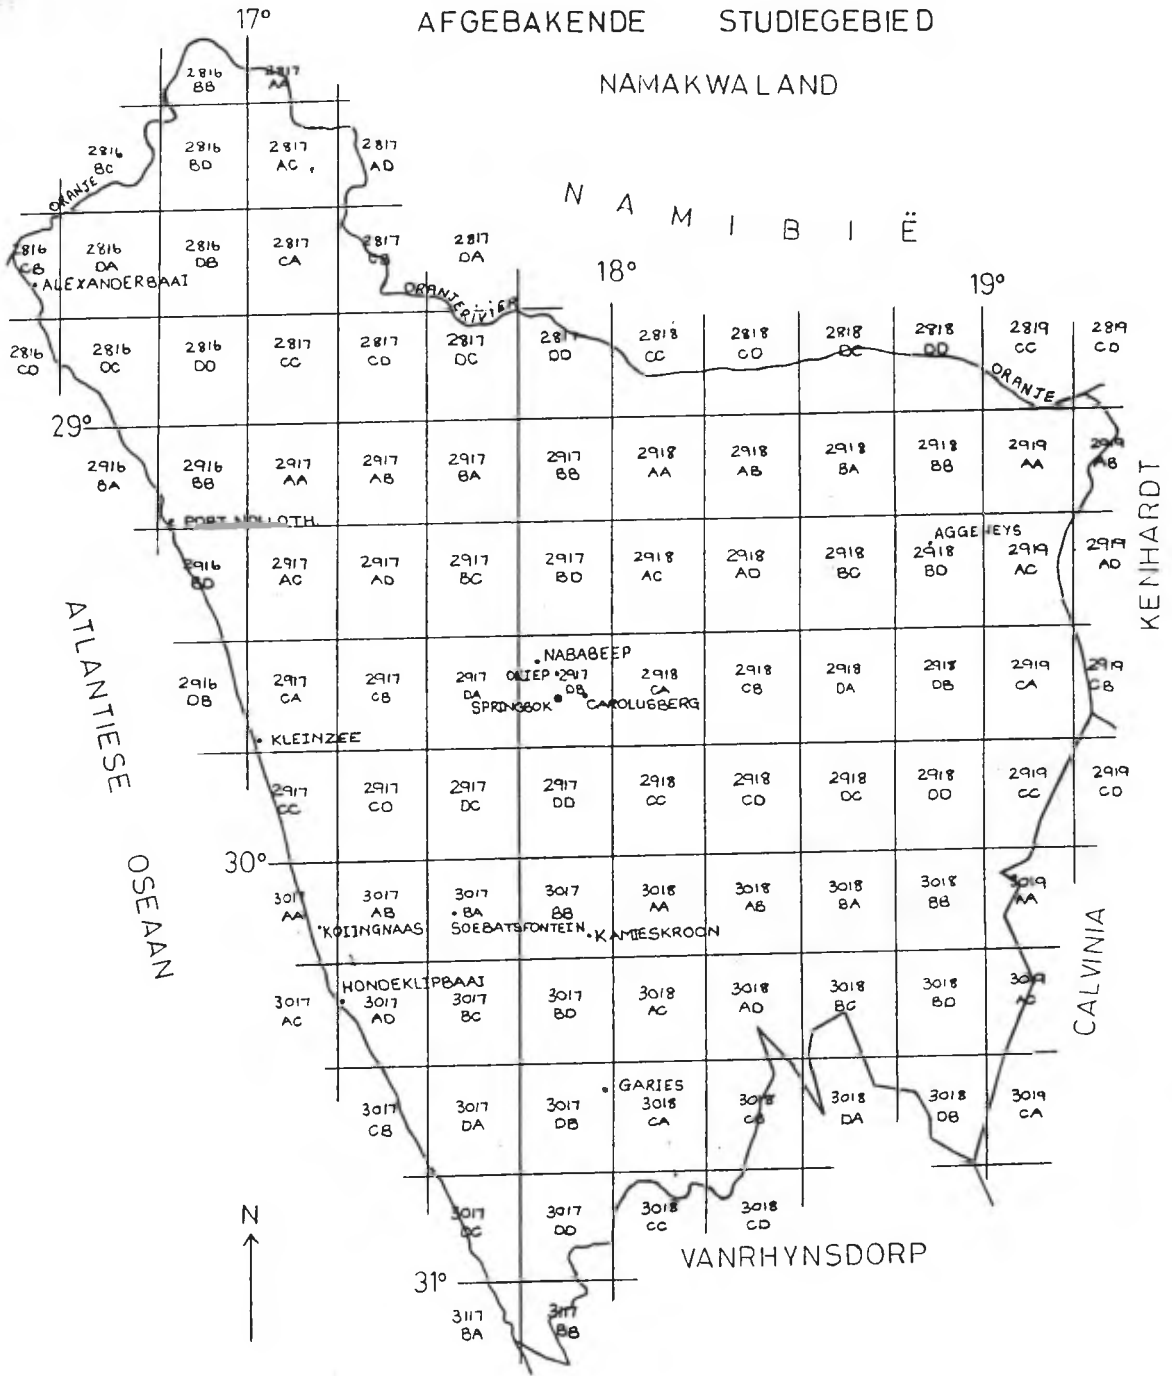 AFGEBAKENDE STUDIEGEBIED
17°
NAMAKWALAND
2816 BB
2817 AA
2816 BC
2816 BD
2817 AC
2817 AD
ORANJE
NAMIBIË
2816 CB
2816 DA
2816 DB
2817 CA
2817 CB
2817 DA
ALEXANDERBAAI
ORANJERIVIER
18°
19°
2816 CD
2816 DC
2816 DD
2817 CC
2817 CD
2817 DC
2817 DD
2818 CC
2818 CD
2818 DC
2818 DD
2819 CC
2819 CD
ORANJE
29°
2916 BA
2916 BB
2917 AA
2917 AB
2917 BA
2917 BB
2918 AA
2918 AB
2918 BA
2918 BB
2919 AA
2919 AB
KENHARDT
PORT NOLLOTH
AGGENEYS
2916 BD
2917 AC
2917 AD
2917 BC
2917 BD
2918 AC
2918 AD
2918 BC
2918 BD
2919 AC
2919 AD
ATLANTIESE OSEAAN
NABABEEP
OKIEP
2916 DB
2917 CA
2917 CB
2917 DA
2917 DB
2918 CA
2918 CB
2918 DA
2918 DB
2919 CA
2919 CB
SPRINGBOK
CAROLUSBERG
KLEINZEE
2917 CC
2917 CD
2917 DC
2917 DD
2918 CC
2918 CD
2918 DC
2918 DD
2919 CC
2919 CD
30°
3017 AA
3017 AB
3017 BA
3017 BB
3018 AA
3018 AB
3018 BA
3018 BB
3019 AA
KOIINGNAAS
SOEBATSFONTEIN
KAMIESKROON
CALVINIA
HONDEKLIPBAAI
3017 AC
3017 AD
3017 BC
3017 BD
3018 AC
3018 AD
3018 BC
3018 BD
3019 AC
GARIES
3017 CB
3017 DA
3017 DB
3018 CA
3018 CB
3018 DA
3018 DB
3019 CA
N
3017 DC
3017 DD
3018 CC
3018 CD
VANRHYNSDORP
31°
3117 BA
3117 BB